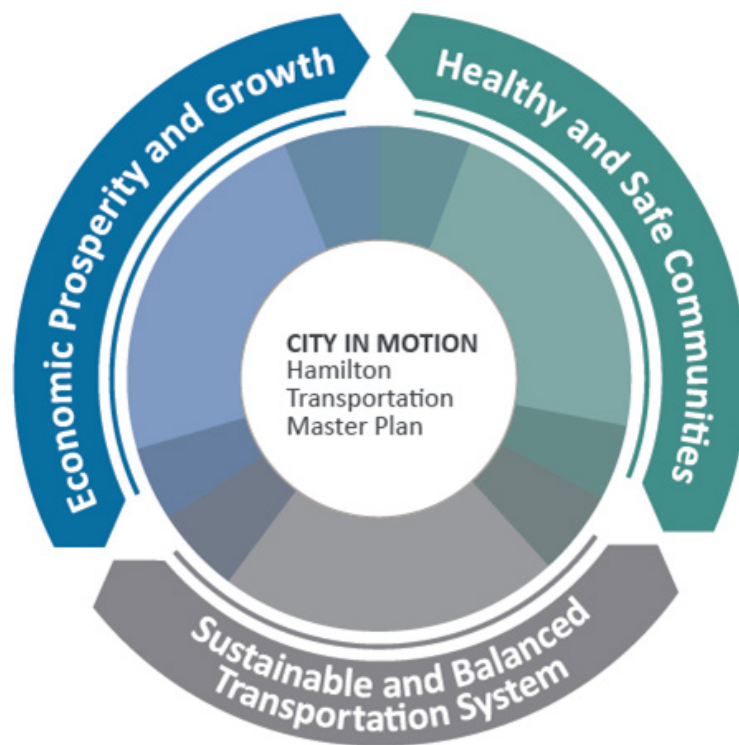 Economic Prosperity and Growth
Healthy and Safe Communities
CITY IN MOTION
Hamilton
Transportation
Master Plan
Sustainable and Balanced
Transportation System